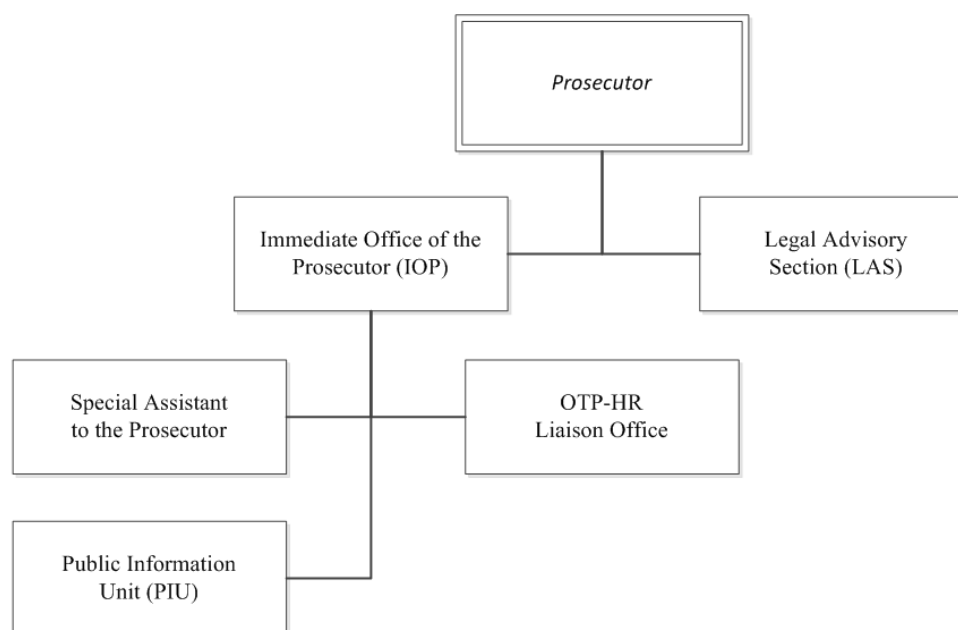 Prosecutor
Immediate Office of the
Prosecutor (IOP)
Legal Advisory
Section (LAS)
Special Assistant
to the Prosecutor
OTP-HR
Liaison Office
Public Information
Unit (PIU)